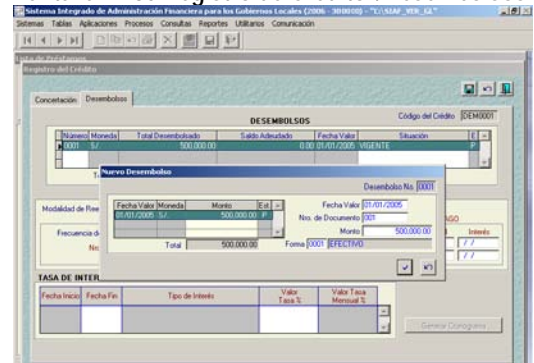 Sistema Integrado de Administración Financiera para los Gobiernos Locales (2006 - 300000) - "C:\SIAF_VER_GL"
Sistemas Tablas Aplicaciones Procesos Consultas Reportes Utilitarios Comunicación
Lista de Préstamos
Registro del Crédito
Concertación Desembolsos
DESEMBOLSOS
Código del Crédito DEM0001
Número Moneda Total Desembolsado Saldo Adeudado Fecha Valor Situación E
0001 S/. 500,000.00 0.00 01/01/2005 VIGENTE P
Nuevo Desembolso
Desembolso No. 0001
Fecha Valor Moneda Monto Est
01/01/2005 S/. 500,000.00 P
Total 500,000.00
Fecha Valor 01/01/2005
Nro. de Documento 001
Monto 500,000.00
Forma 0001 EFECTIVO
Modalidad de
Frecuencia
Interés
TASA DE
Fecha Inicio Fecha Fin Tipo de Interés Valor Tasa % Valor Tasa Mensual %
Generar Cronograma